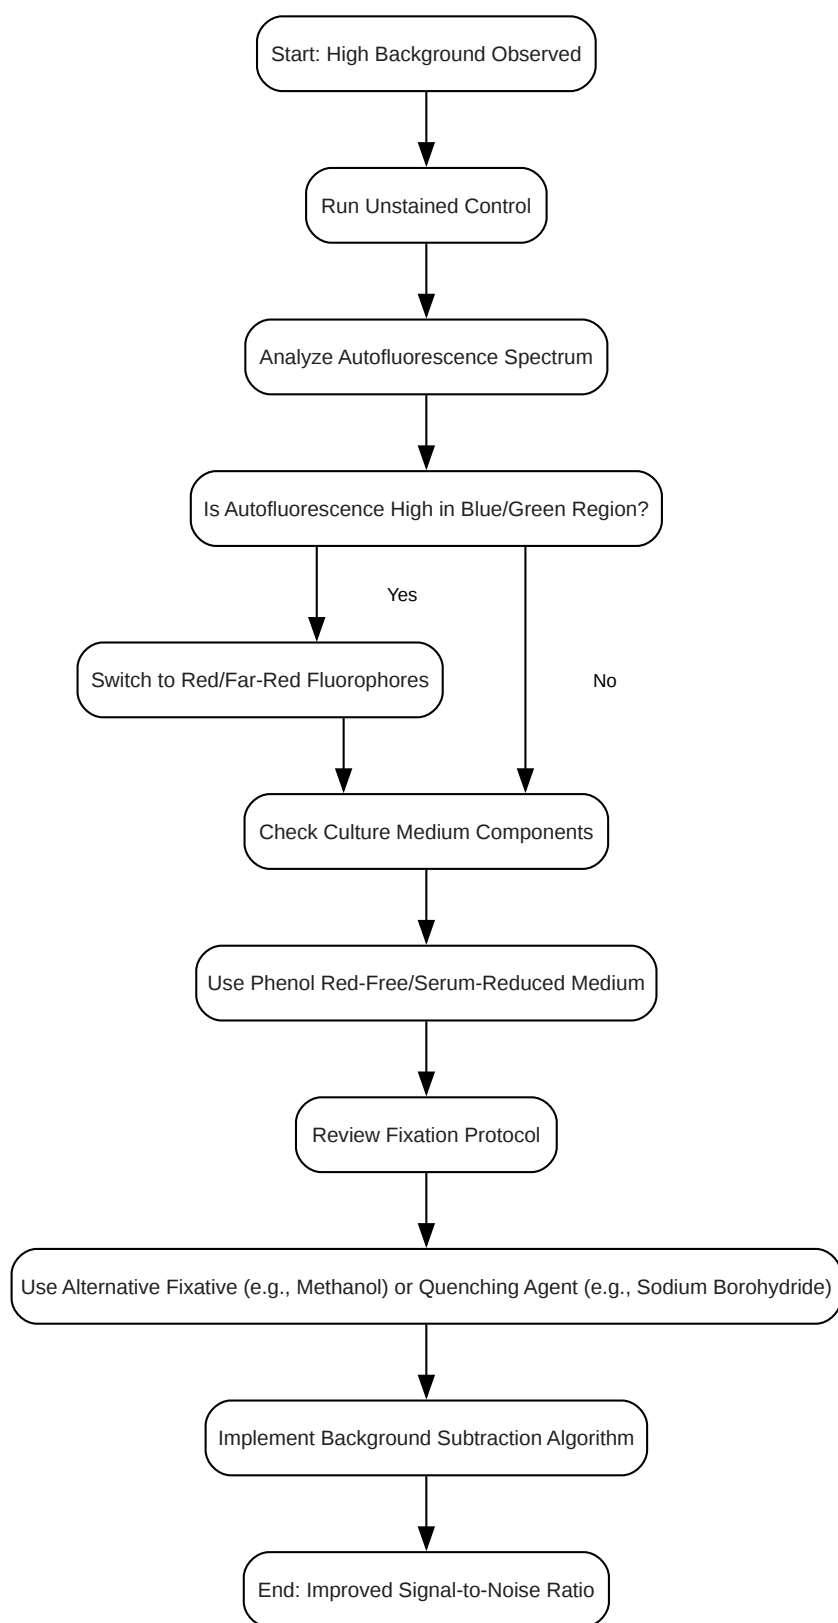 Start: High Background Observed
Run Unstained Control
Analyze Autofluorescence Spectrum
Is Autofluorescence High in Blue/Green Region?
Yes
Switch to Red/Far-Red Fluorophores
No
Check Culture Medium Components
Use Phenol Red-Free/Serum-Reduced Medium
Review Fixation Protocol
Use Alternative Fixative (e.g., Methanol) or Quenching Agent (e.g., Sodium Borohydride)
Implement Background Subtraction Algorithm
End: Improved Signal-to-Noise Ratio